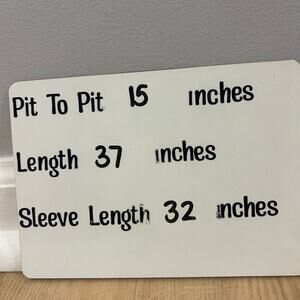 Pit To Pit 15 inches
Length 37 inches
Sleeve Length 32 inches